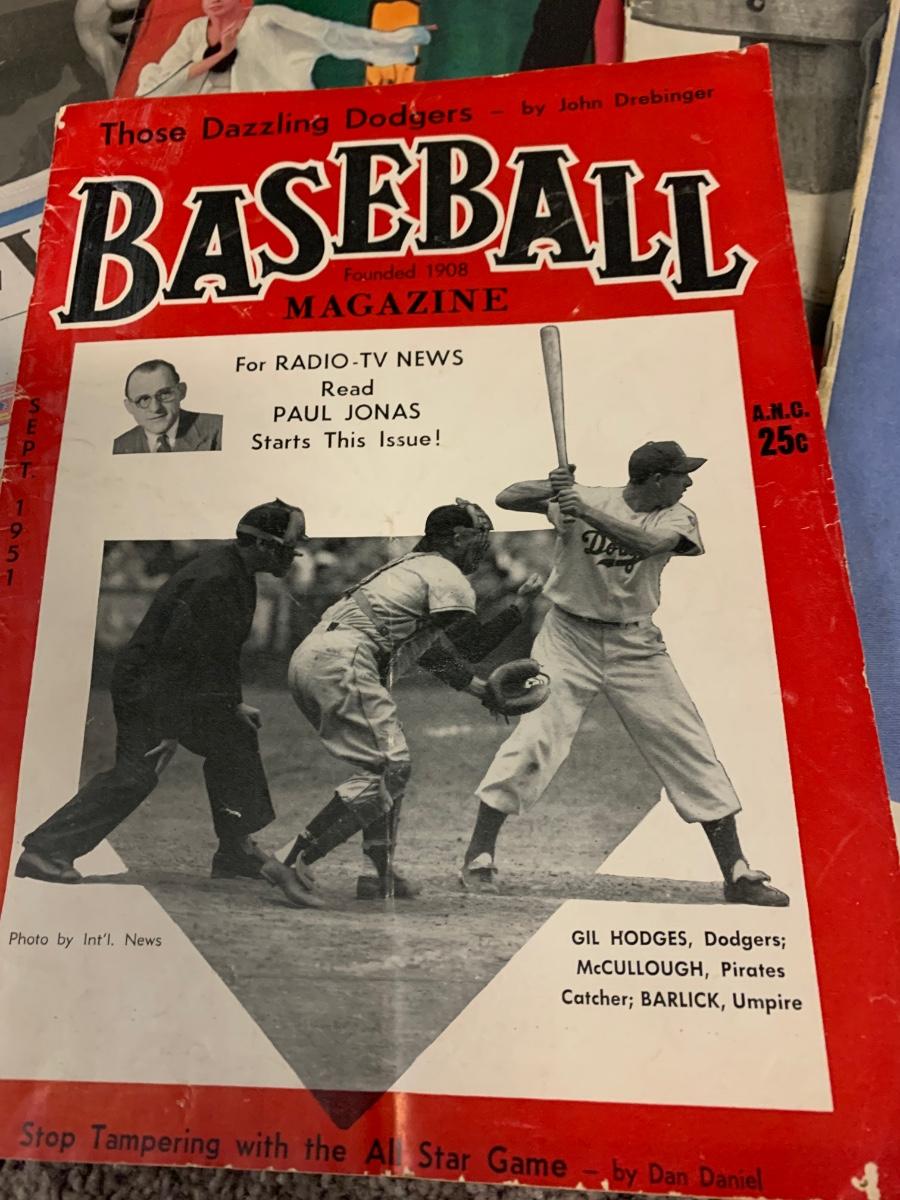 Those Dazzling Dodgers – by John Drebinger
BASEBALL
Founded 1908
MAGAZINE
For RADIO-TV NEWS
Read
PAUL JONAS
Starts This Issue!
A.N.C.
25c
SEPT. 1951
Dodg
Photo by Int'l. News
GIL HODGES, Dodgers;
McCULLOUGH, Pirates
Catcher; BARLICK, Umpire
Stop Tampering with the All Star Game – by Dan Daniel